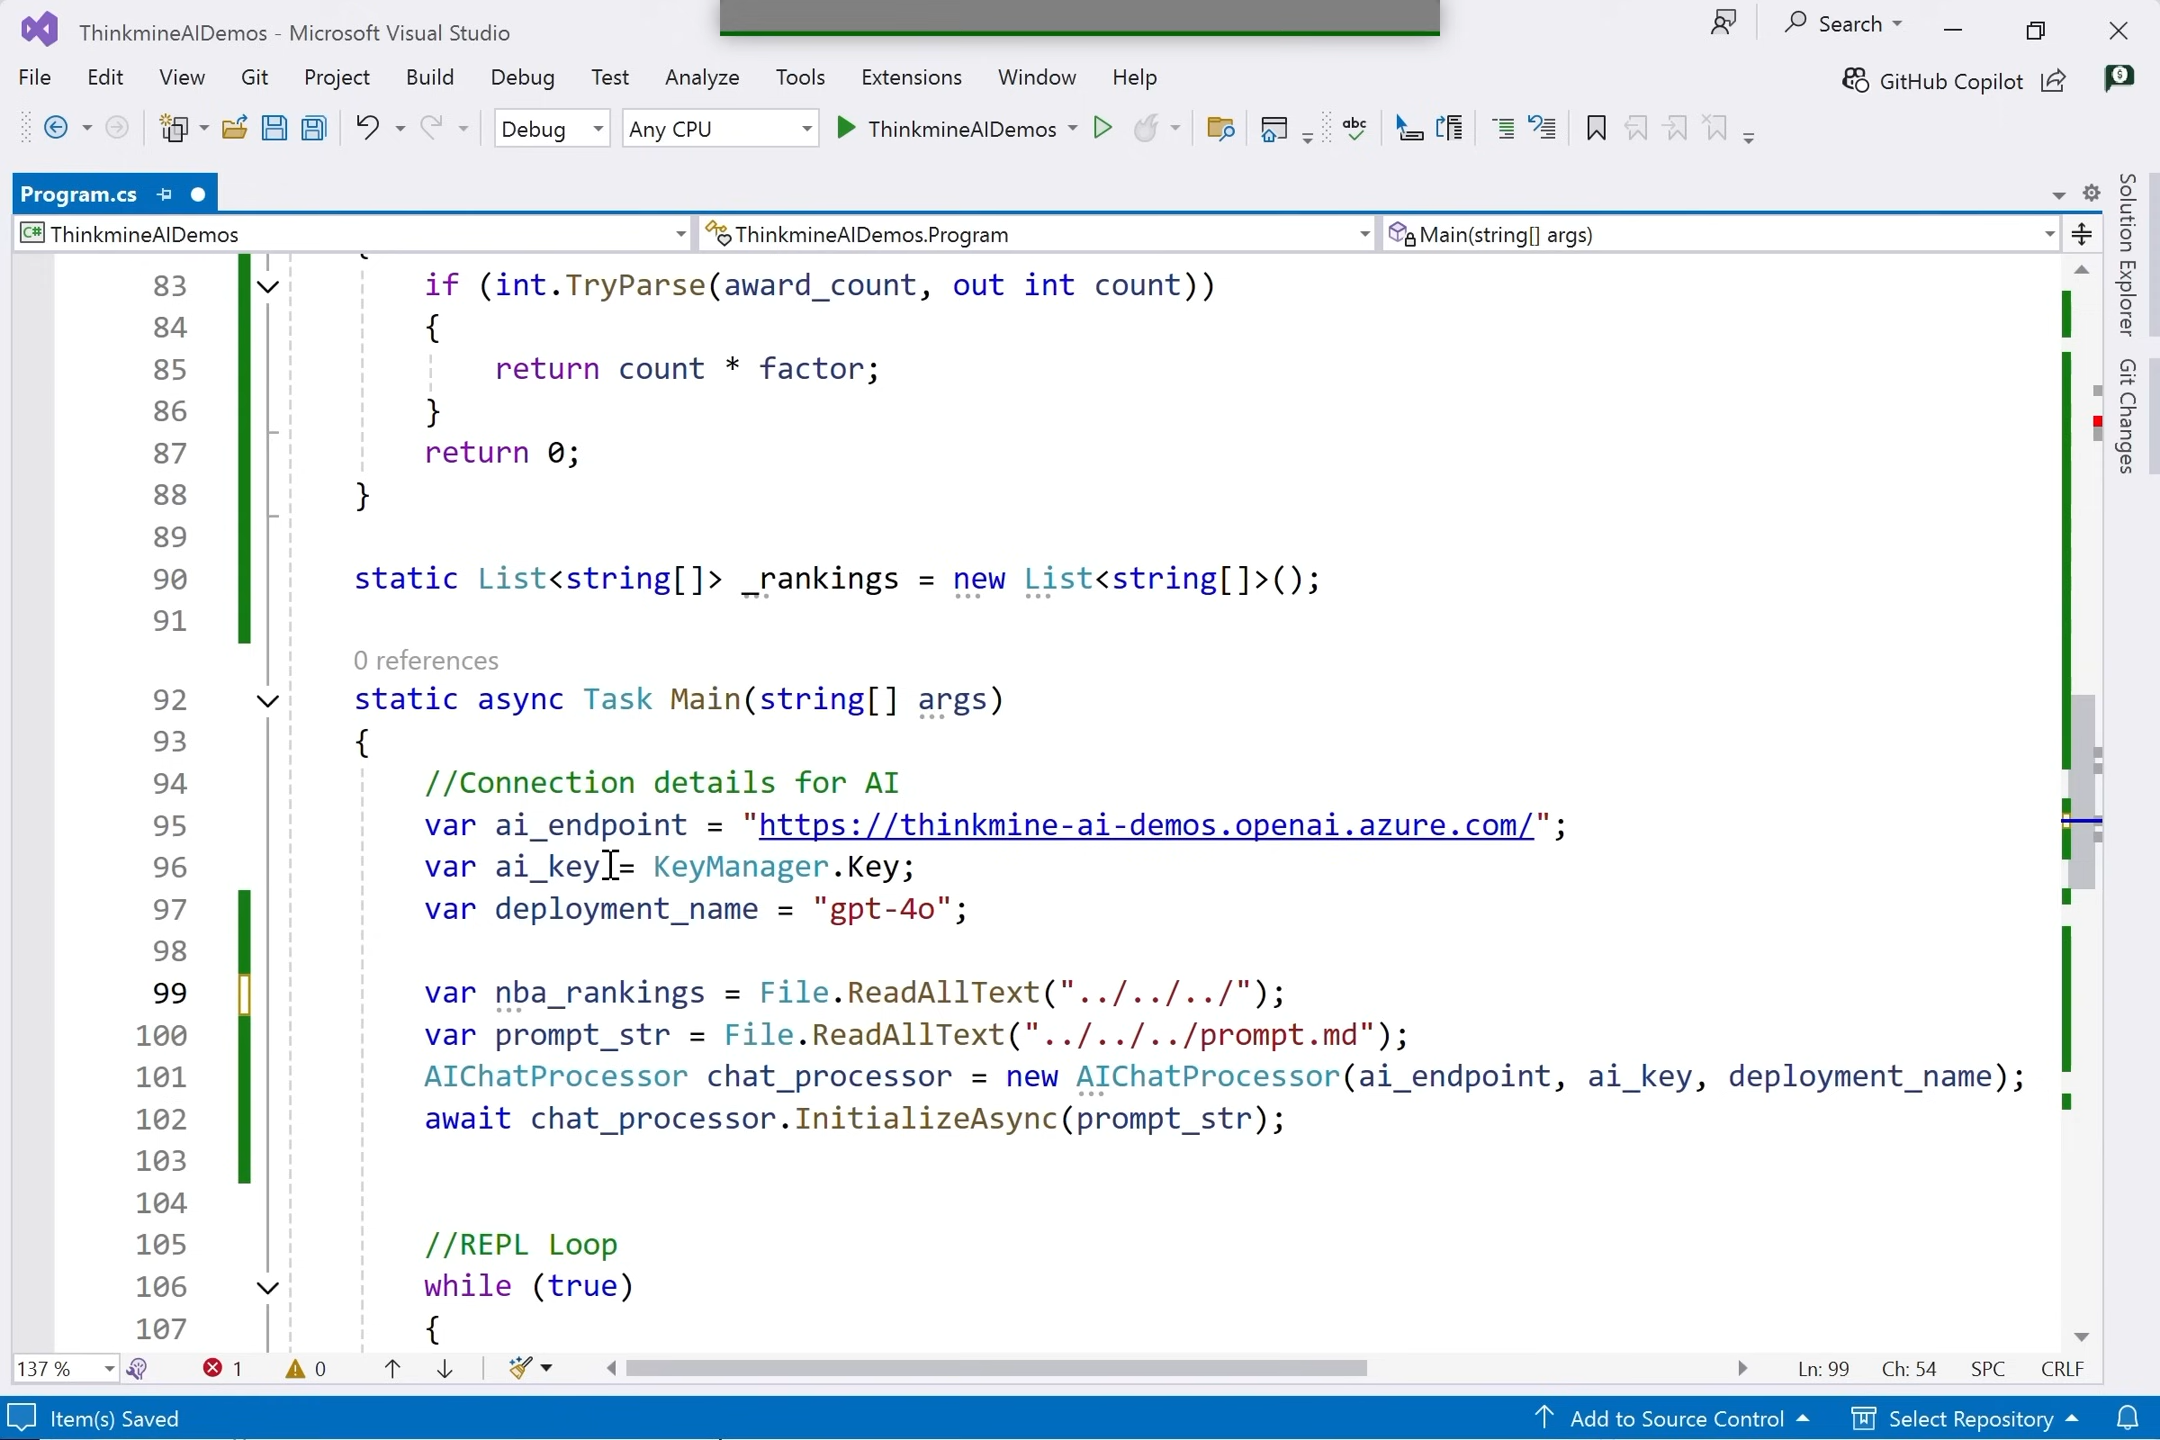 ThinkmineAIDemos - Microsoft Visual Studio
Search
File Edit View Git Project Build Debug Test Analyze Tools Extensions Window Help
GitHub Copilot
Debug Any CPU ThinkmineAIDemos
abc
Program.cs
C# ThinkmineAIDemos ThinkmineAIDemos.Program Main(string[] args)
83 if (int.TryParse(award_count, out int count))
84 {
85 return count * factor;
86 }
87 return 0;
88 }
89
90 static List<string[]> _rankings = new List<string[]>();
91
0 references
92 static async Task Main(string[] args)
93 {
94 //Connection details for AI
95 var ai_endpoint = "https://thinkmine-ai-demos.openai.azure.com/";
96 var ai_key = KeyManager.Key;
97 var deployment_name = "gpt-4o";
98
99 var nba_rankings = File.ReadAllText("../../../");
100 var prompt_str = File.ReadAllText("../../../prompt.md");
101 AIChatProcessor chat_processor = new AIChatProcessor(ai_endpoint, ai_key, deployment_name);
102 await chat_processor.InitializeAsync(prompt_str);
103
104
105 //REPL Loop
106 while (true)
107 {
Solution Explorer
Git Changes
137 % 1 0 Ln: 99 Ch: 54 SPC CRLF
Item(s) Saved Add to Source Control Select Repository